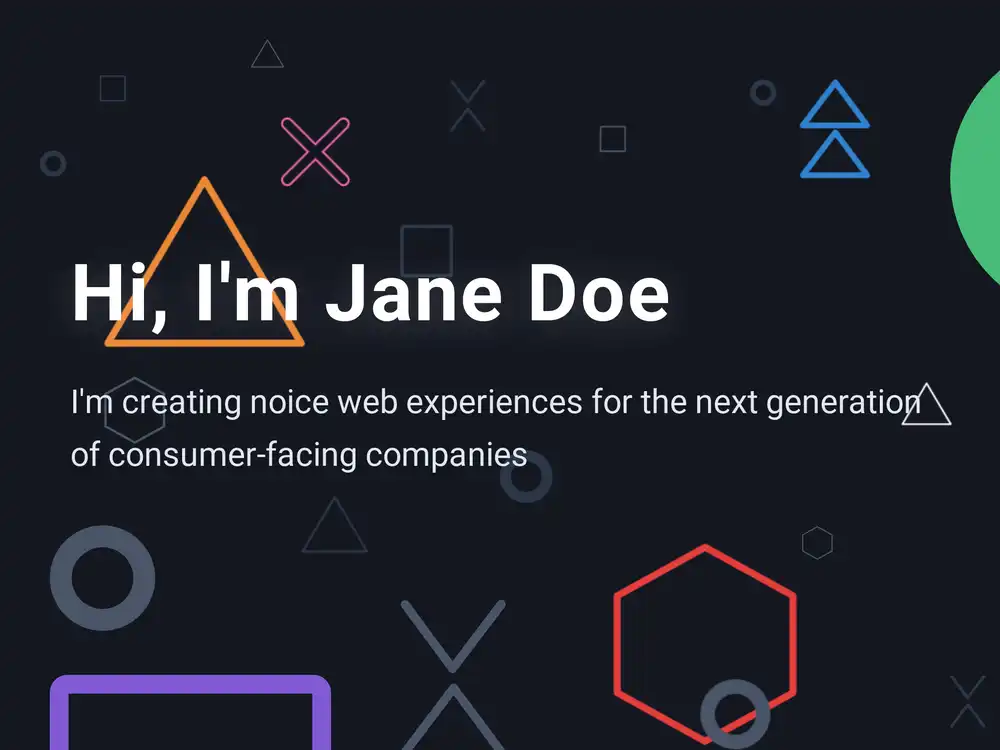 Hi, I'm Jane Doe
I'm creating noice web experiences for the next generation
of consumer-facing companies